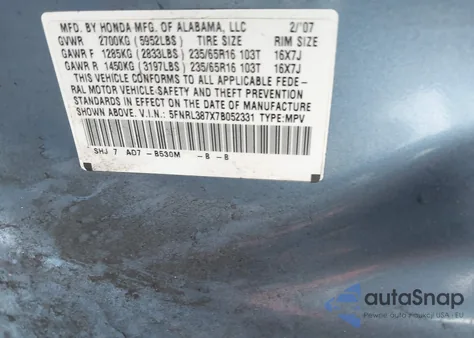 MFD. BY HONDA MFG. OF ALABAMA, LLC 2/'07
GVWR 2700KG (5952LBS) TIRE SIZE RIM SIZE
GAWR F 1285KG (2833LBS) 235/65R16 103T 16X7J
GAWR R 1450KG (3197LBS) 235/65R16 103T 16X7J
THIS VEHICLE CONFORMS TO ALL APPLICABLE FEDE-
RAL MOTOR VEHICLE SAFETY AND THEFT PREVENTION
STANDARDS IN EFFECT ON THE DATE OF MANUFACTURE
SHOWN ABOVE. V.I.N.: 5FNRL387X7B052331 TYPE:MPV
SHJ 7 AD7 -B530M -B -B
autoSnap